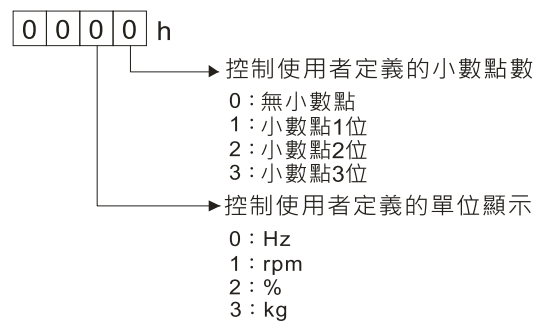 0 0 0 0 h
控制使用者定義的小數點數
0：無小數點
1：小數點1位
2：小數點2位
3：小數點3位
控制使用者定義的單位顯示
0：Hz
1：rpm
2：%
3：kg